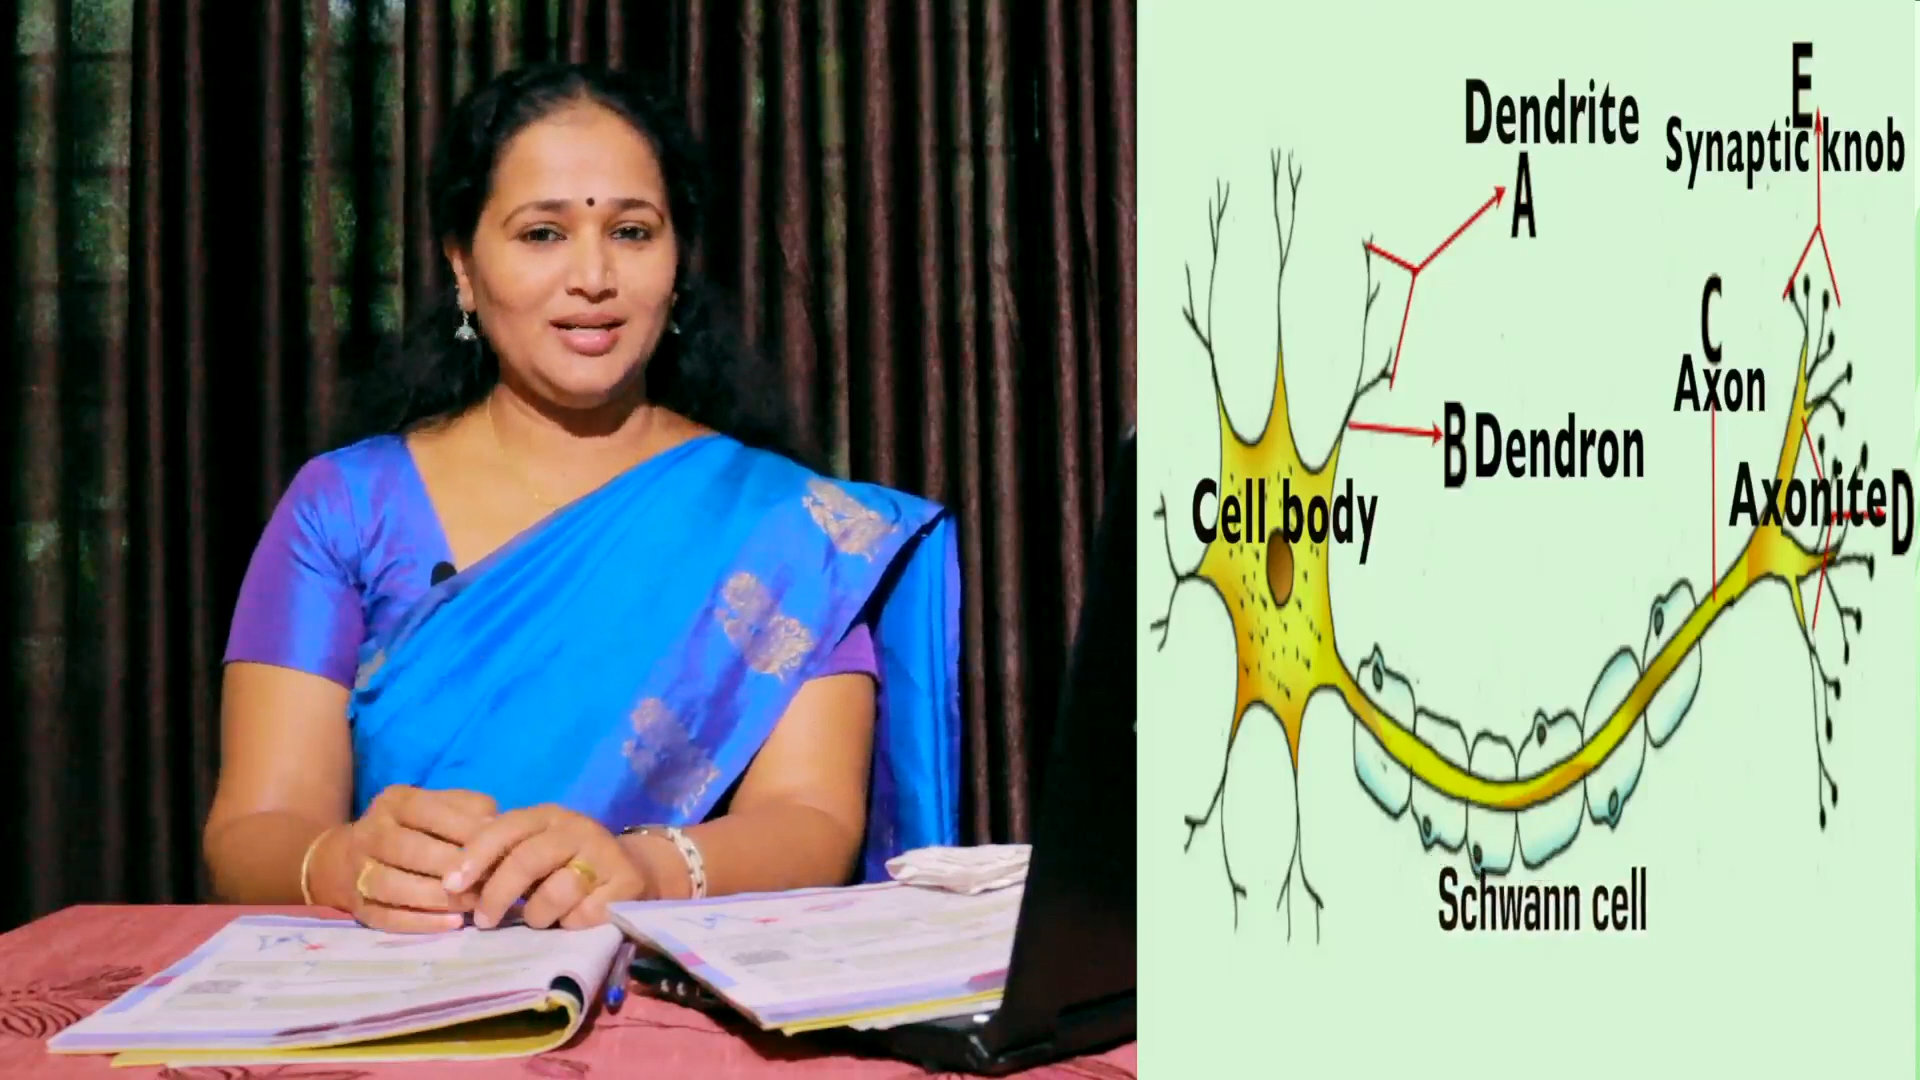 Dendrite
A
E
Synaptic knob
C
Axon
B Dendron
Cell body
Axonite D
Schwann cell